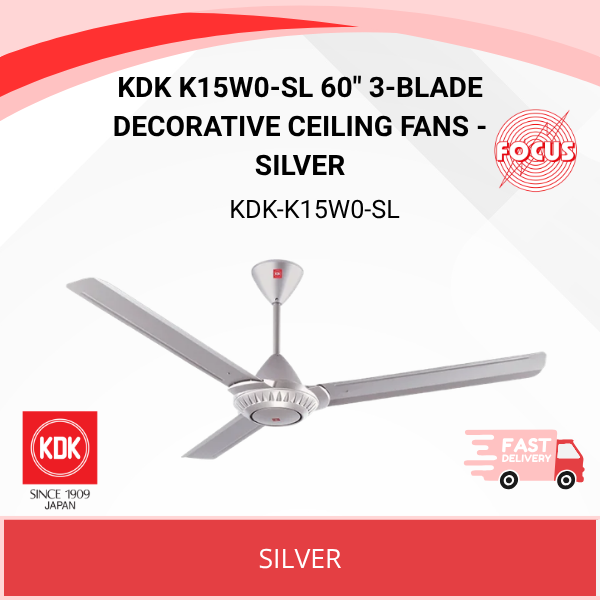 KDK K15W0-SL 60" 3-BLADE
DECORATIVE CEILING FANS -
SILVER
FOCUS
KDK-K15W0-SL
KDK
KDK
SINCE 1909
JAPAN
FAST
DELIVERY
SILVER